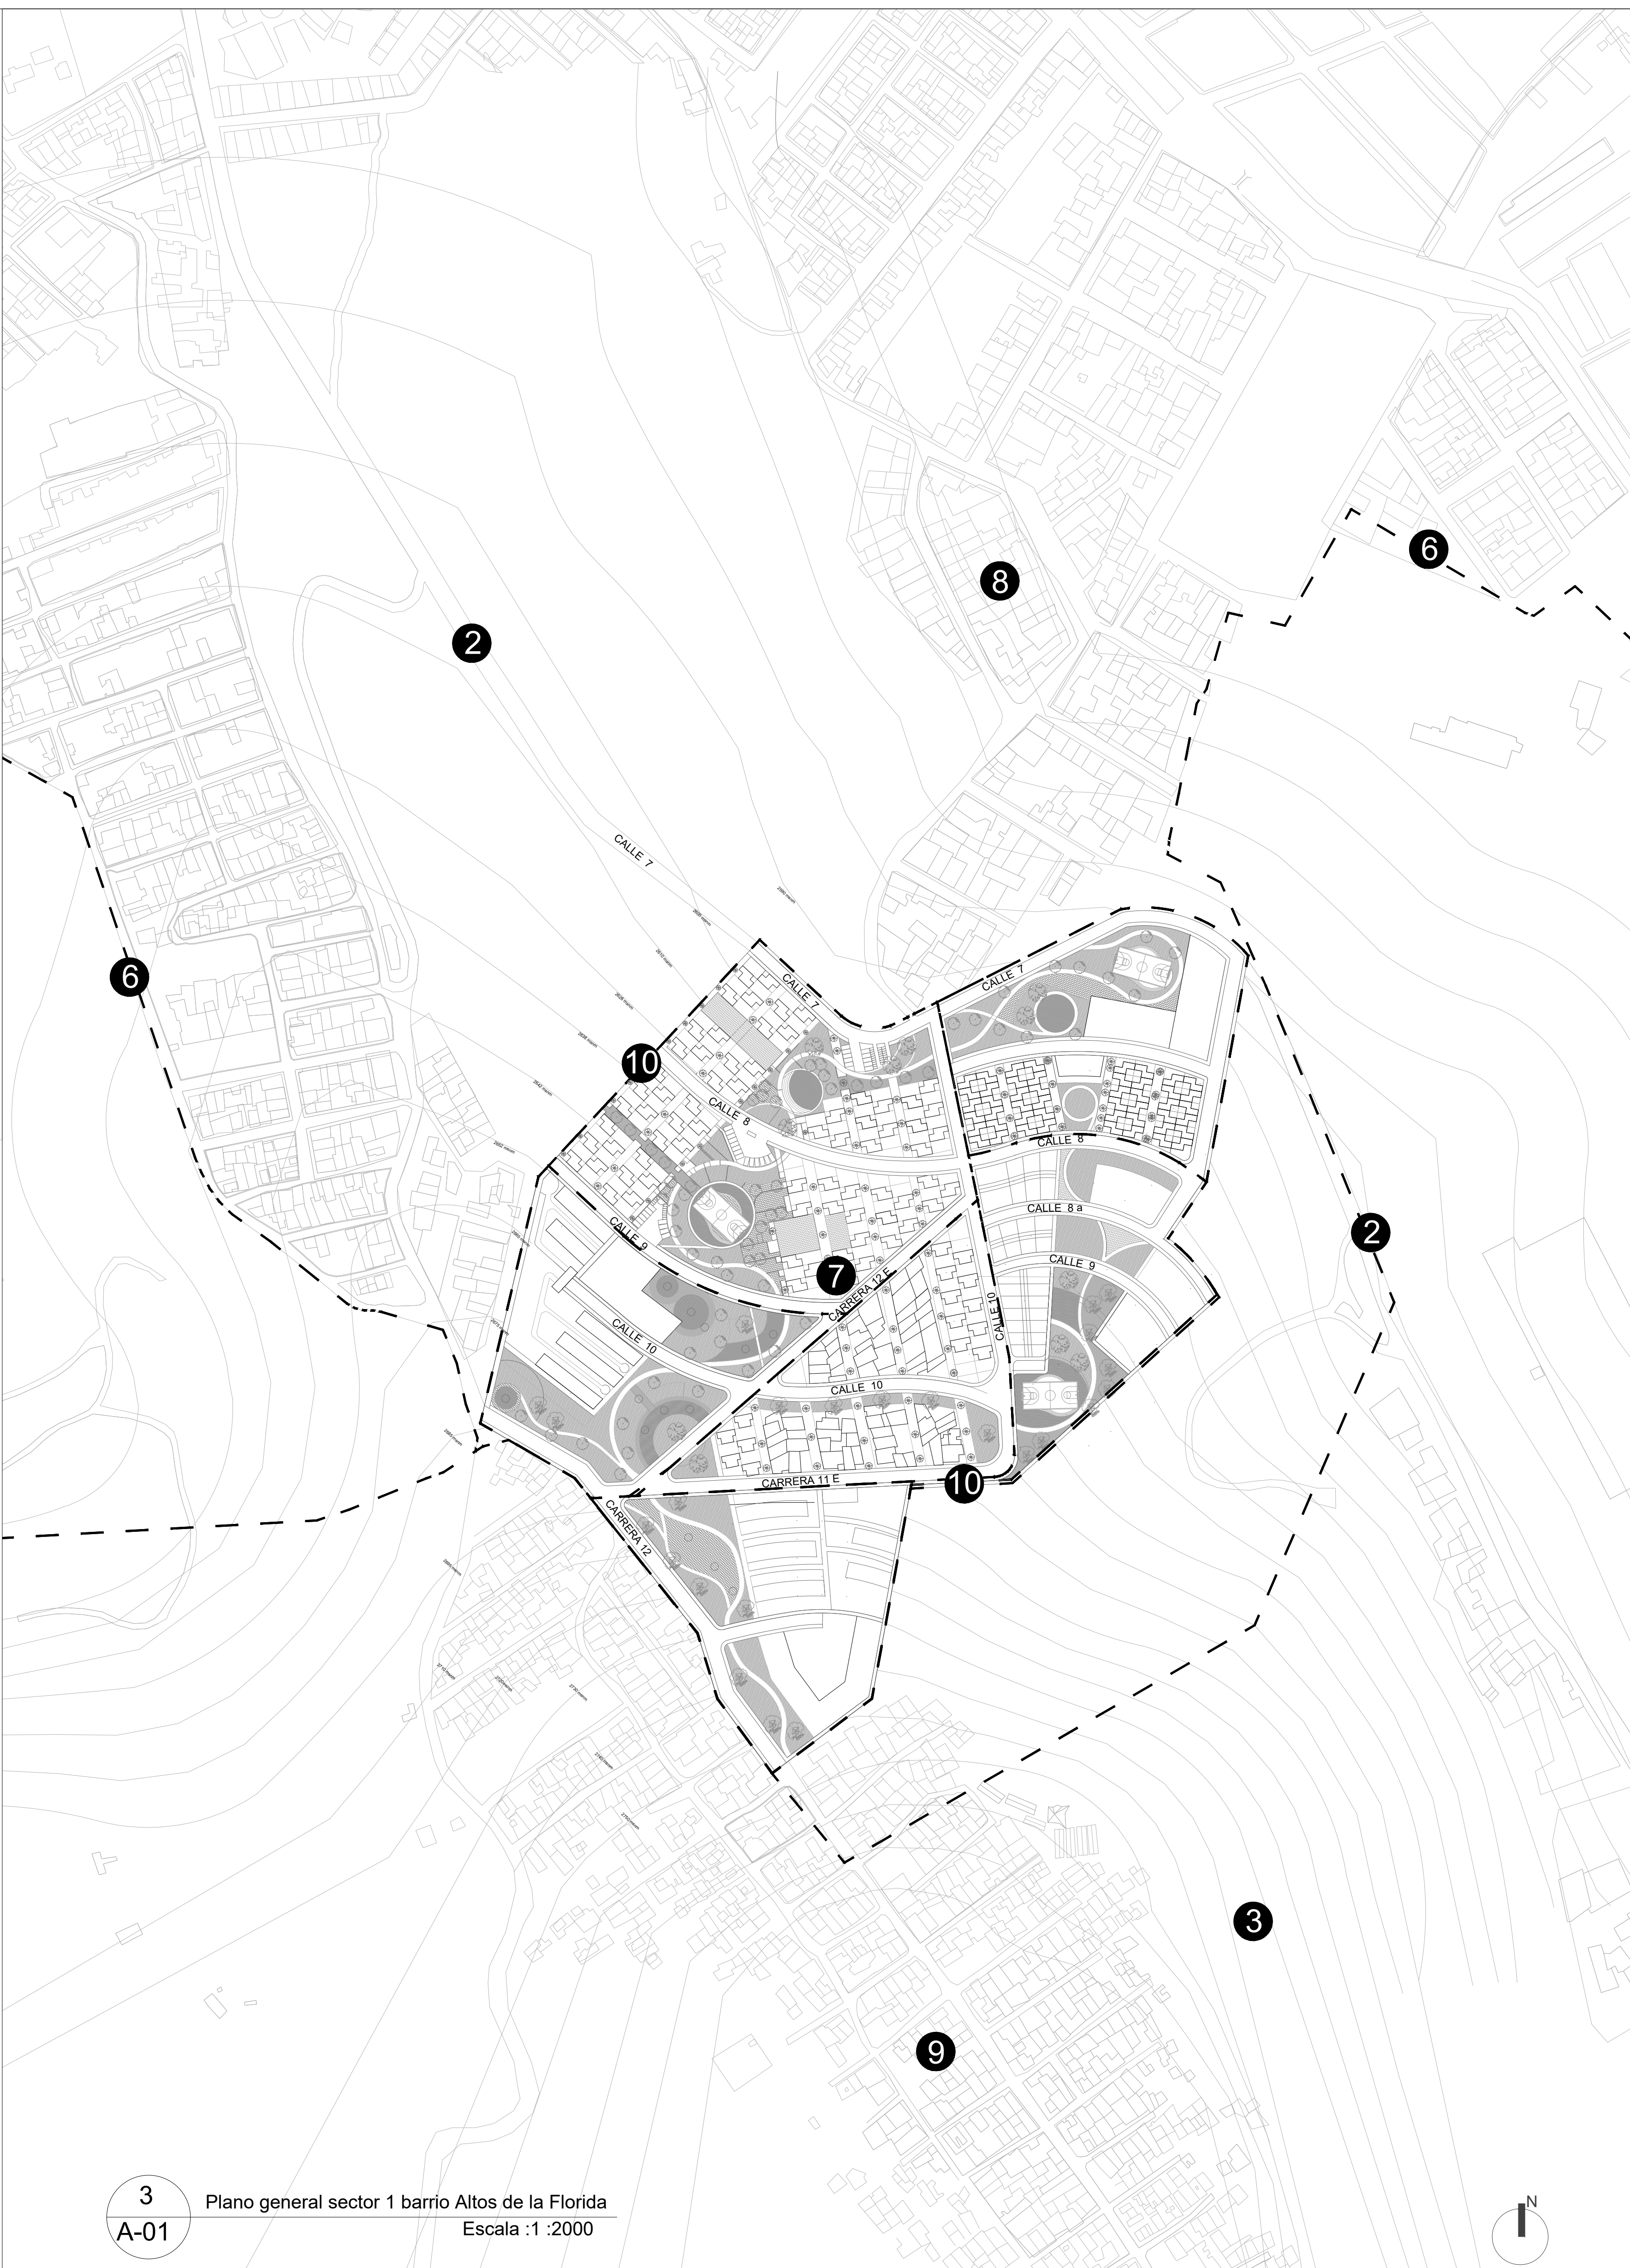 6
8
2
CALLE 7
6
CALLE 7
CALLE 7
10
CALLE 8
CALLE 8
CALLE 8 a
2
CALLE 9
CALLE 9
7
CARRERA 12 E
CALLE 10
CALLE 10
CALLE 10
CARRERA 11 E
10
CARRERA 12
3
9
3
A-01
Plano general sector 1 barrio Altos de la Florida
Escala :1 :2000
N